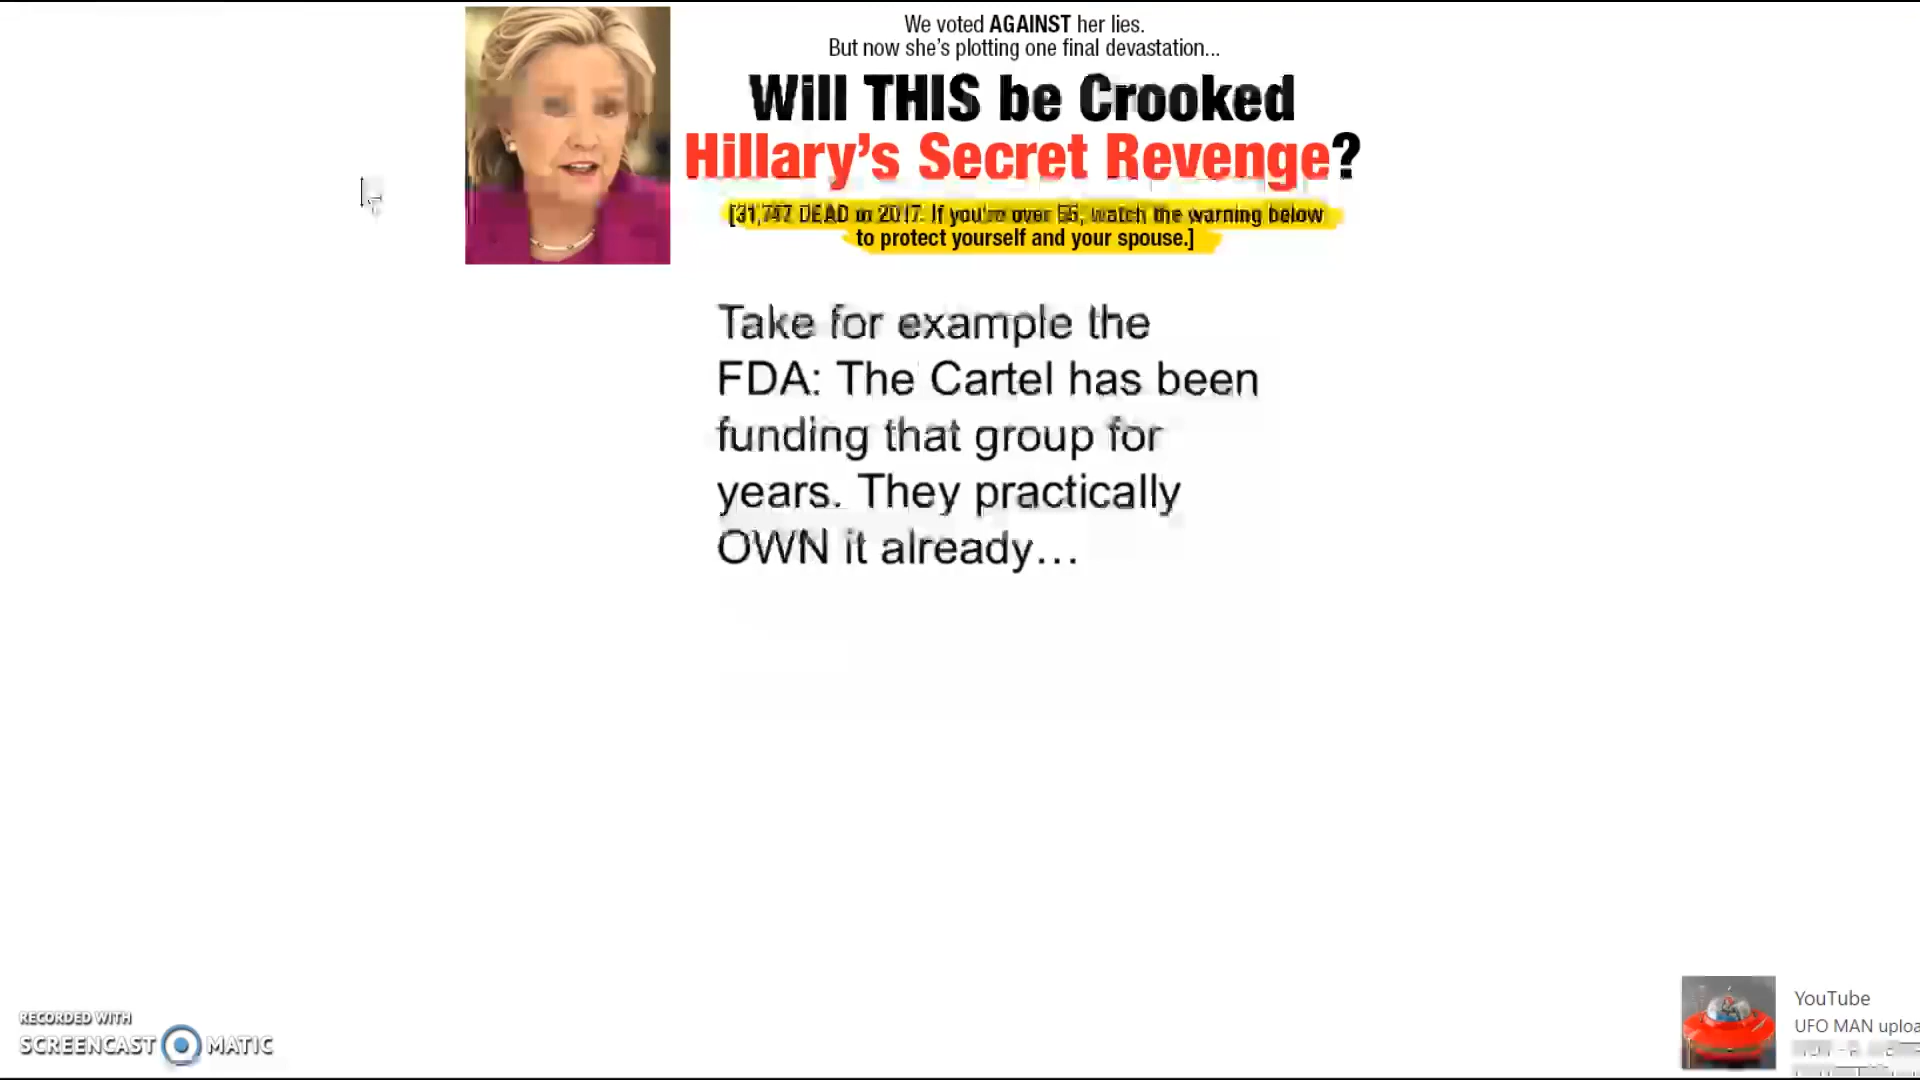 We voted AGAINST her lies.
But now she's plotting one final devastation...
Will THIS be Crooked
Hillary's Secret Revenge?
[31,747 DEAD in 2017. If you're over 55, watch the warning below
to protect yourself and your spouse.]
Take for example the
FDA: The Cartel has been
funding that group for
years. They practically
OWN it already…
RECORDED WITH
SCREENCAST MATIC
YouTube
UFO MAN uploa